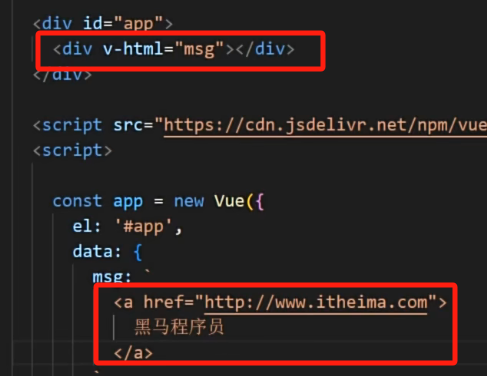 <div id="app">
<div v-html="msg"></div>
</div>
<script src="https://cdn.jsdelivr.net/npm/vue
<script>
const app = new Vue({
el: '#app',
data: {
msg: `
<a href="http://www.itheima.com">
黑马程序员
</a>
`